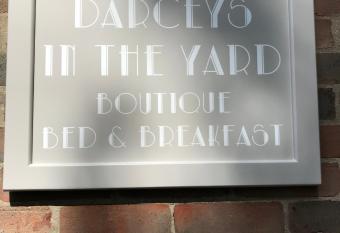 DARCEYS
IN THE YARD
BOUTIQUE
BED & BREAKFAST